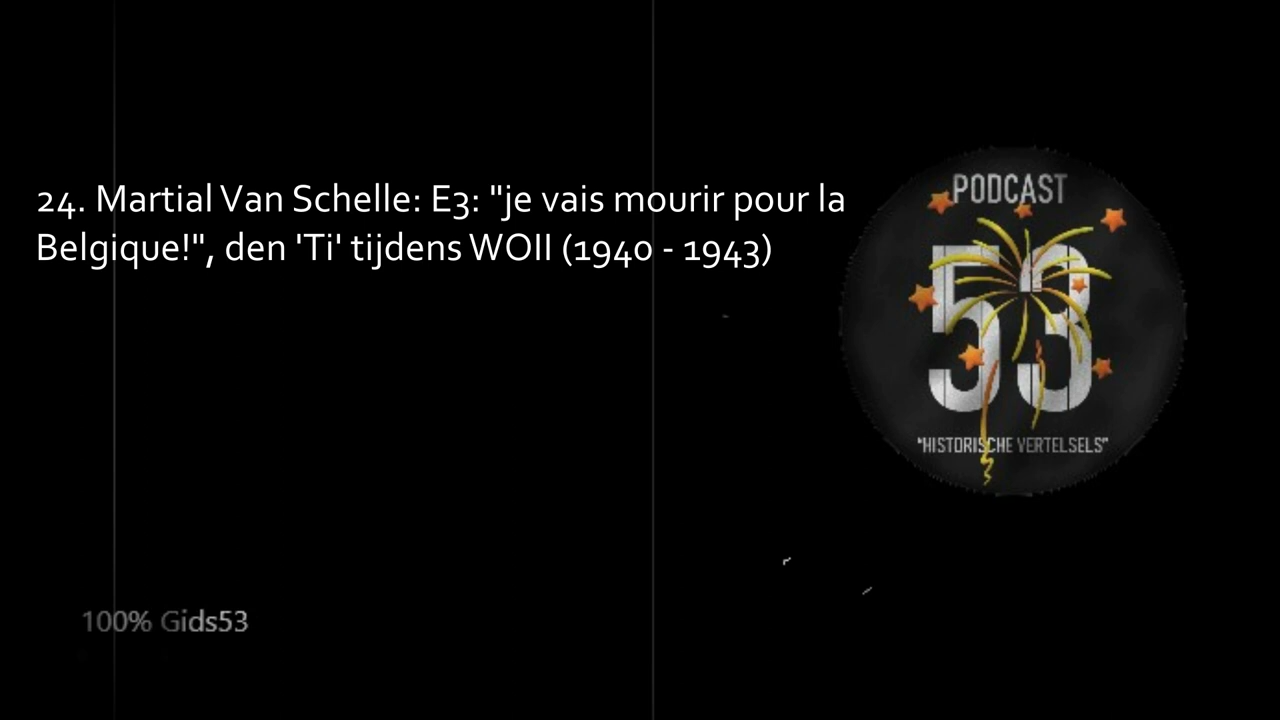 24. Martial Van Schelle: E3: "je vais mourir pour la
Belgique!", den 'Ti' tijdens WOII (1940 - 1943)
PODCAST
53
"HISTORISCHE VERTELSELS"
100% Gids53